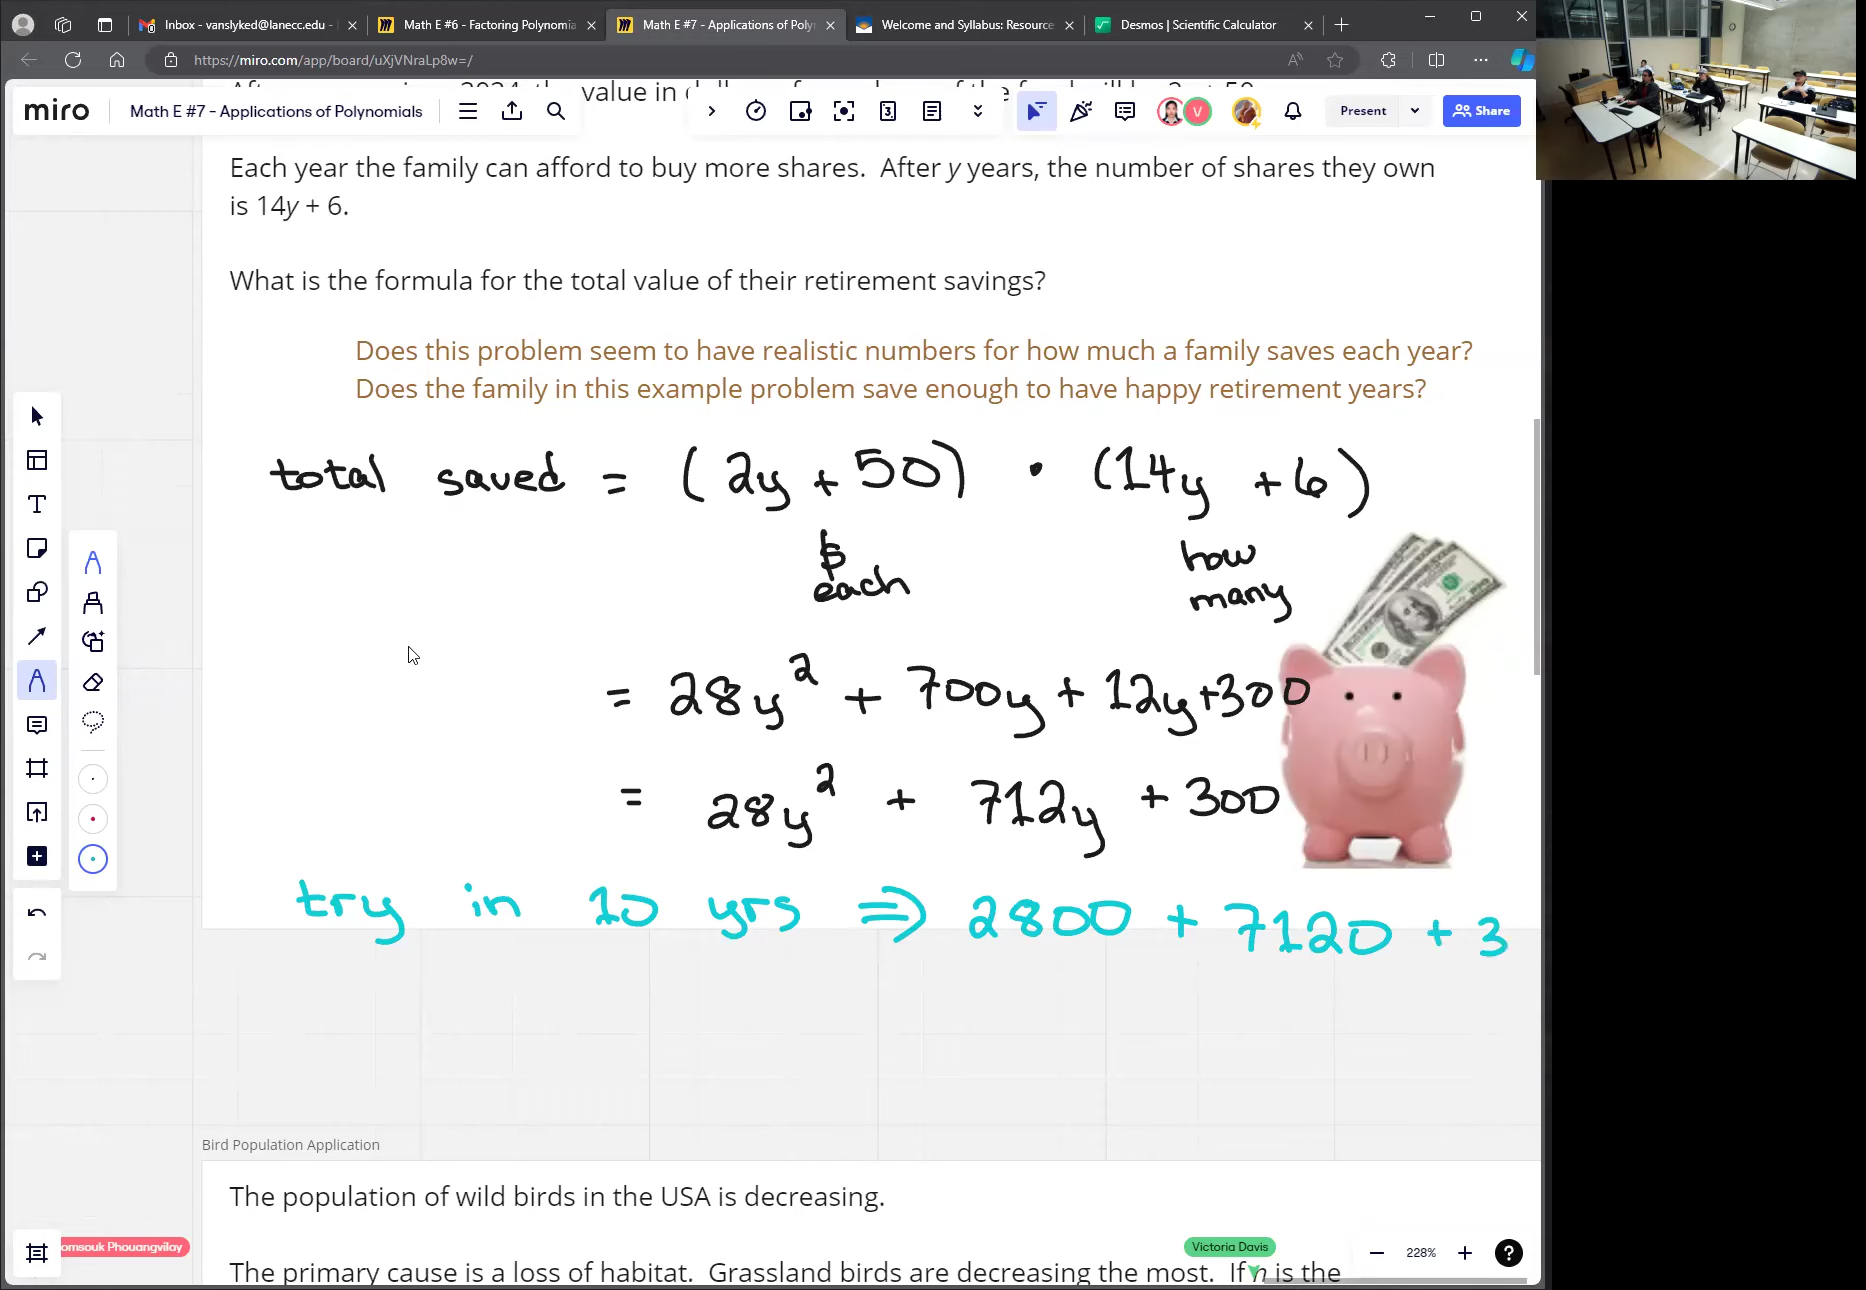 Inbox - vanslyked@lanecc.edu -
Math E #6 - Factoring Polynomia
Math E #7 - Applications of Poly
Welcome and Syllabus: Resource
Desmos | Scientific Calculator
https://miro.com/app/board/uXjVNraLp8w=/
miro
Math E #7 - Applications of Polynomials
Present
Share
Each year the family can afford to buy more shares. After y years, the number of shares they own
is 14y + 6.
What is the formula for the total value of their retirement savings?
Does this problem seem to have realistic numbers for how much a family saves each year?
Does the family in this example problem save enough to have happy retirement years?
total saved = (2y + 50) • (14y + 6)
$ each
how many
= 28y² + 700y + 12y+300
= 28y² + 712y + 300
try in 10 yrs ⇒ 2800 + 7120 + 3
Bird Population Application
The population of wild birds in the USA is decreasing.
omsouk Phouangvilay
Victoria Davis
228%
The primary cause is a loss of habitat. Grassland birds are decreasing the most. If n is the